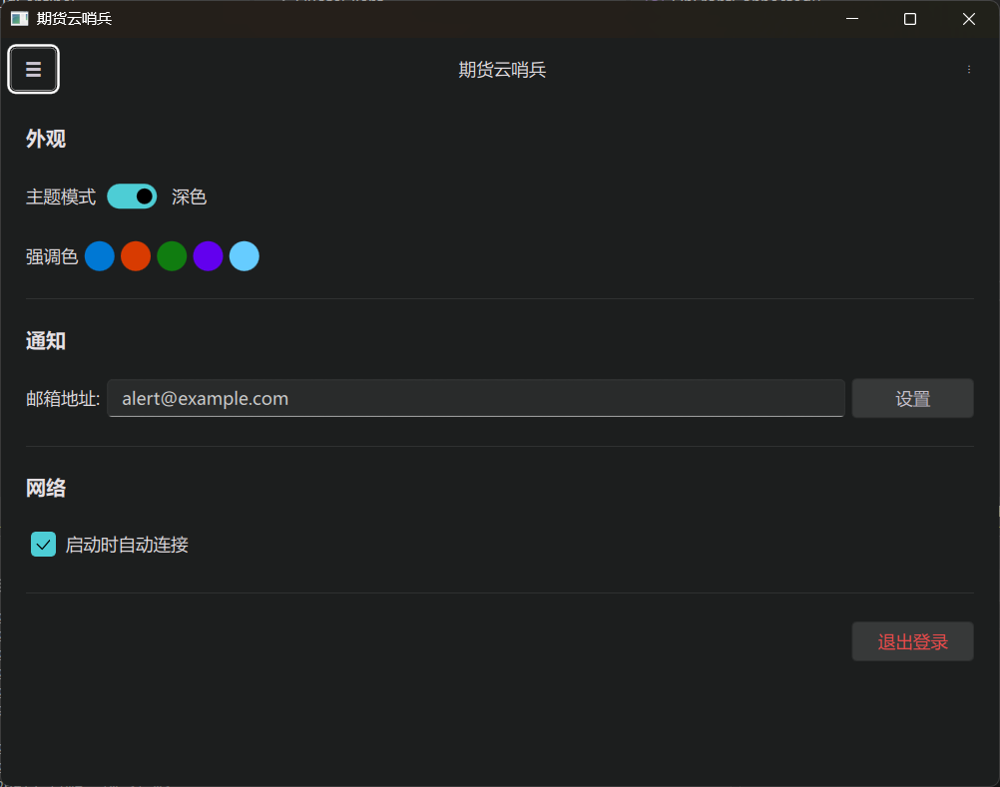 期货云哨兵
期货云哨兵
外观
主题模式 深色
强调色
通知
邮箱地址: alert@example.com 设置
网络
启动时自动连接
退出登录